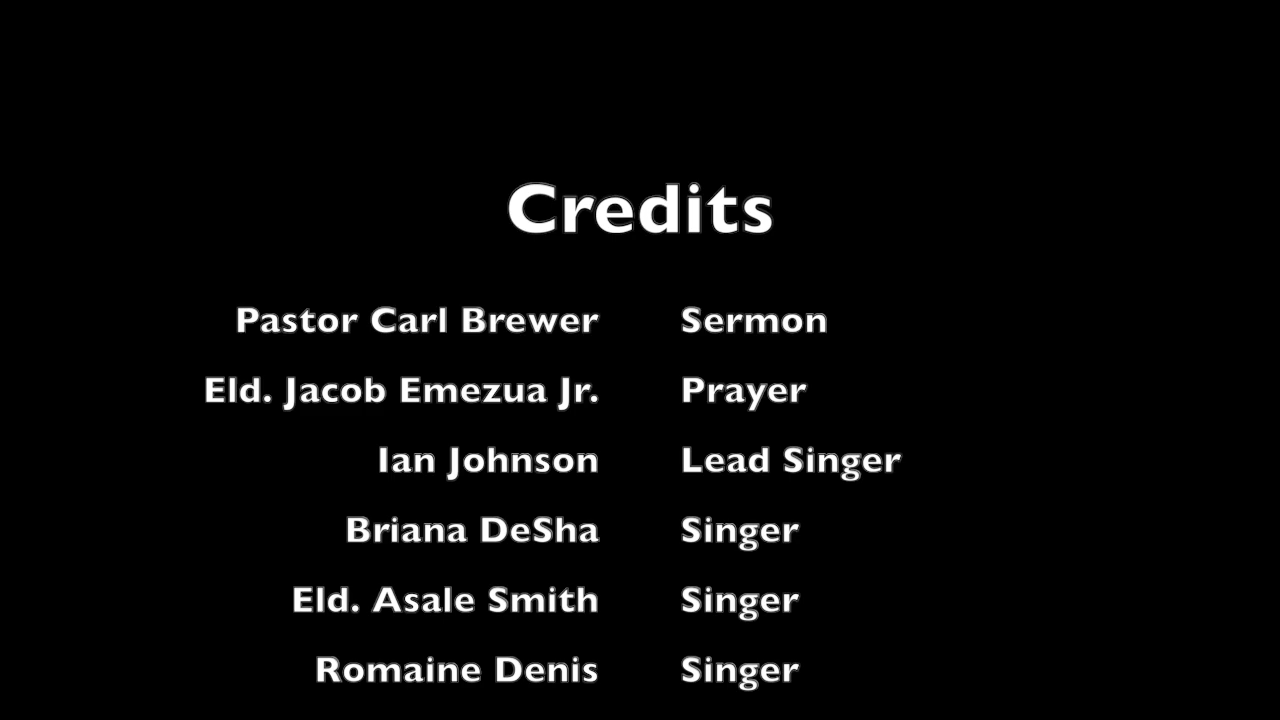 Credits
Pastor Carl Brewer Sermon
Eld. Jacob Emezua Jr. Prayer
Ian Johnson Lead Singer
Briana DeSha Singer
Eld. Asale Smith Singer
Romaine Denis Singer